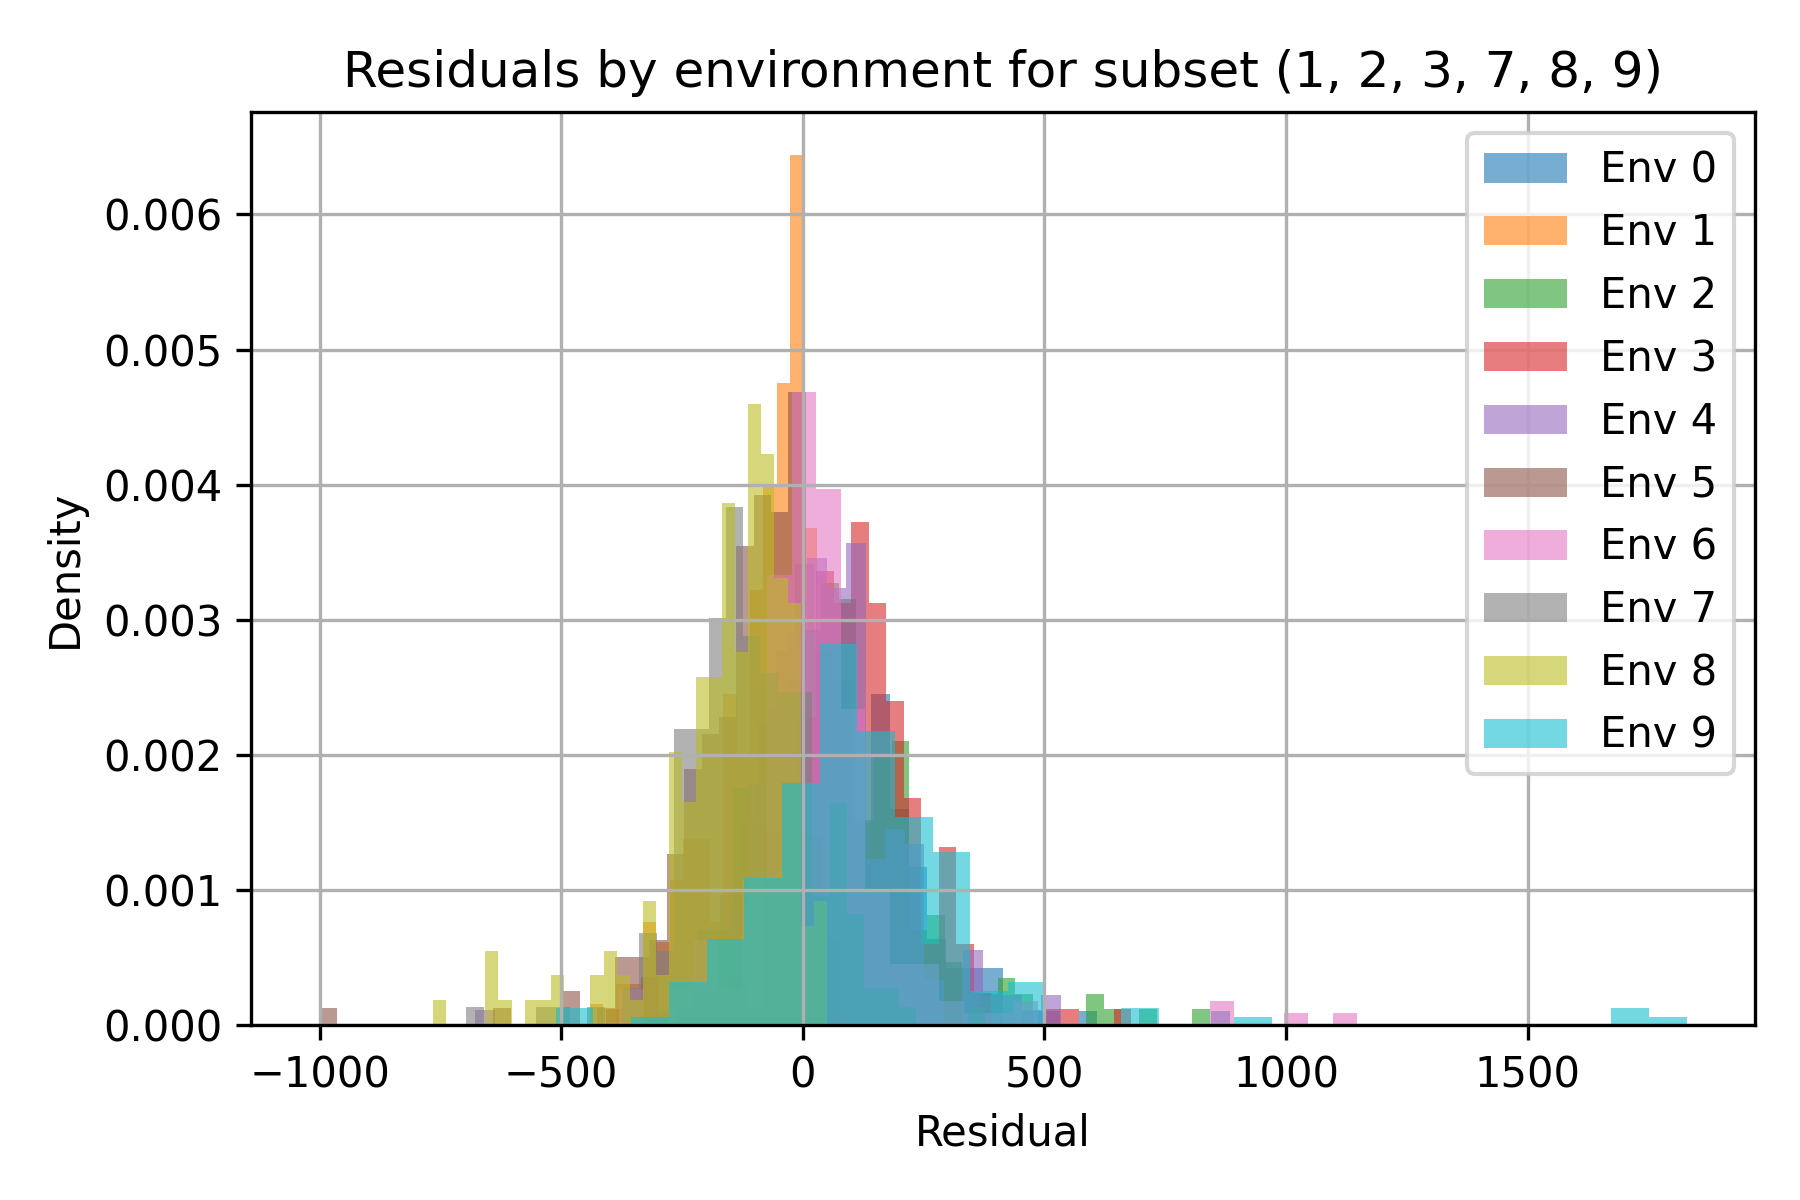 Residuals by environment for subset (1, 2, 3, 7, 8, 9)
Env 0
Env 1
Env 2
Env 3
Env 4
Env 5
Env 6
Env 7
Env 8
Env 9
Density
0.006
0.005
0.004
0.003
0.002
0.001
0.000
−1000 −500 0 500 1000 1500
Residual